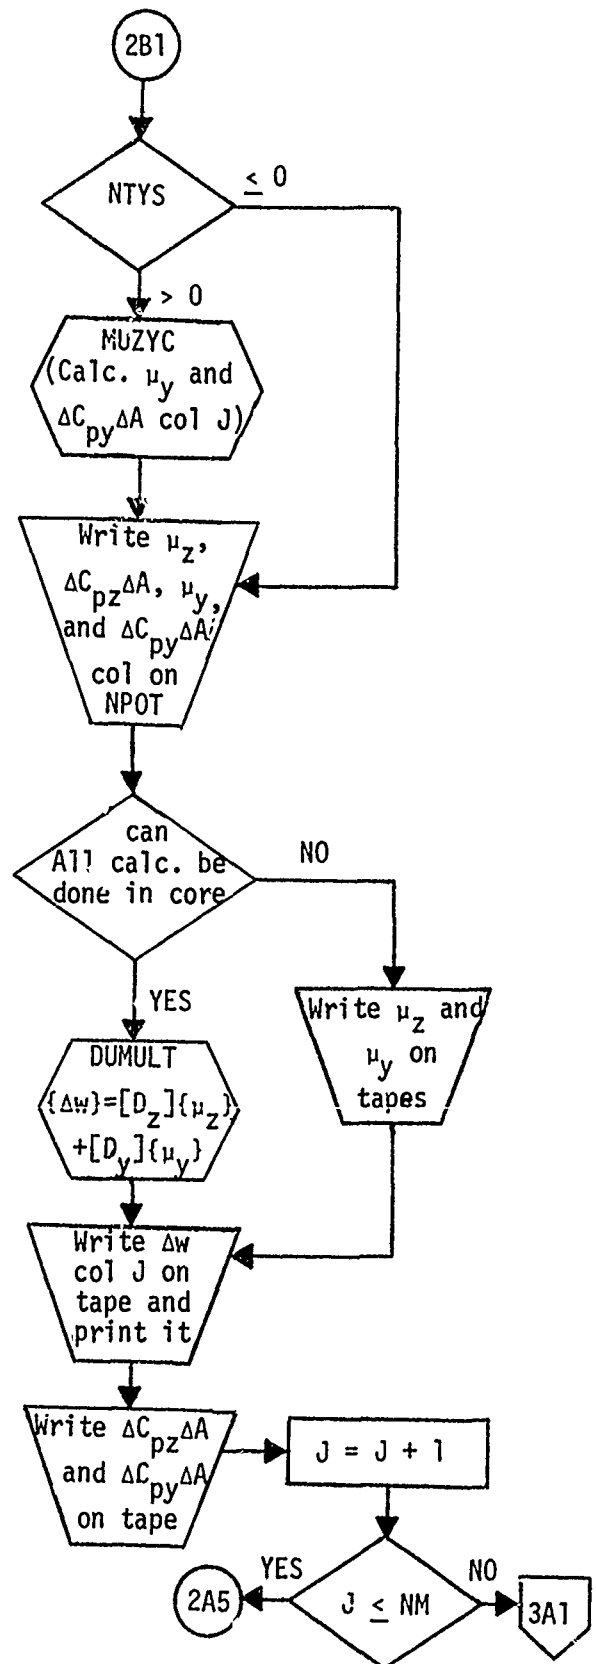 2B1
NTYS
≤ 0
> 0
MUZYC
(Calc. μy and
ΔCpyΔA col J)
Write μz,
ΔCpzΔA, μy,
and ΔCpyΔA
col on
NPOT
can
All calc. be
done in core
NO
YES
Write μz and
μy on
tapes
DUMULT
{Δw}=[Dz]{μz}
+[Dy]{μy}
Write Δw
col J on
tape and
print it
Write ΔCpzΔA
and ΔCpyΔA
on tape
J = J + 1
YES
NO
2A5
J ≤ NM
3A1